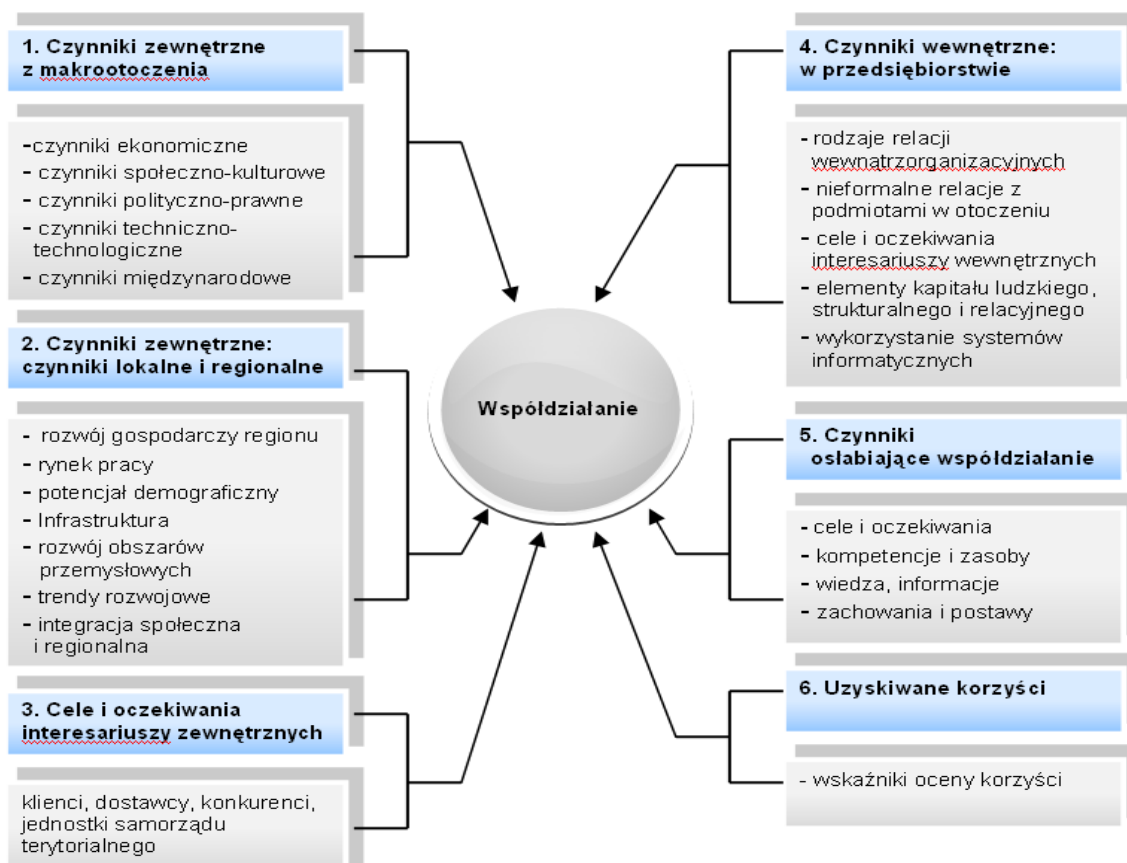 1. Czynniki zewnętrzne
z makrootoczenia
-czynniki ekonomiczne
- czynniki społeczno-kulturowe
- czynniki polityczno-prawne
- czynniki techniczno-
technologiczne
- czynniki międzynarodowe
2. Czynniki zewnętrzne:
czynniki lokalne i regionalne
- rozwój gospodarczy regionu
- rynek pracy
- potencjał demograficzny
- Infrastruktura
- rozwój obszarów
przemysłowych
- trendy rozwojowe
- integracja społeczna
i regionalna
3. Cele i oczekiwania
interesariuszy zewnętrznych
klienci, dostawcy, konkurenci,
jednostki samorządu
terytorialnego
Współdziałanie
4. Czynniki wewnętrzne:
w przedsiębiorstwie
- rodzaje relacji
wewnątrzorganizacyjnych
- nieformalne relacje z
podmiotami w otoczeniu
- cele i oczekiwania
interesariuszy wewnętrznych
- elementy kapitału ludzkiego,
strukturalnego i relacyjnego
- wykorzystanie systemów
informatycznych
5. Czynniki
osłabiające współdziałanie
- cele i oczekiwania
- kompetencje i zasoby
- wiedza, informacje
- zachowania i postawy
6. Uzyskiwane korzyści
- wskaźniki oceny korzyści